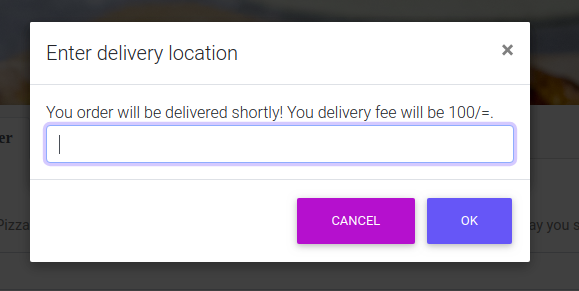 Enter delivery location
×
You order will be delivered shortly! You delivery fee will be 100/=.
er
Pizza
ay you s
CANCEL
OK